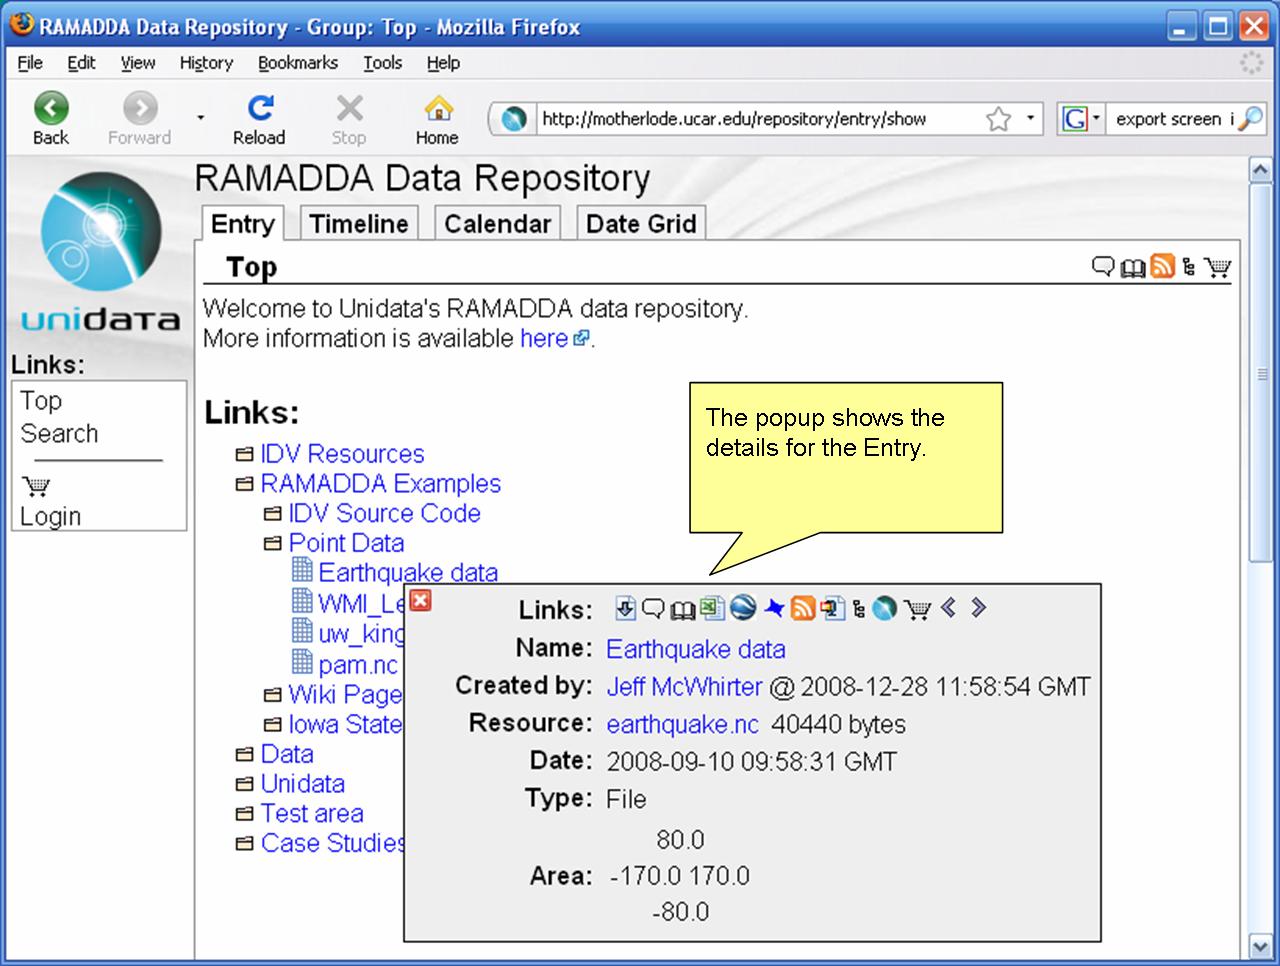 RAMADDA Data Repository - Group: Top - Mozilla Firefox
File Edit View History Bookmarks Tools Help
Back Forward Reload Stop Home http://motherlode.ucar.edu/repository/entry/show G export screen i
RAMADDA Data Repository
Entry Timeline Calendar Date Grid
Top
unidata
Welcome to Unidata's RAMADDA data repository.
More information is available here.
Links:
Top
Search
Login
Links:
IDV Resources
RAMADDA Examples
IDV Source Code
Point Data
Earthquake data
WMI_Le
uw_king
pam.nc
Wiki Page
Iowa State
Data
Unidata
Test area
Case Studies
The popup shows the
details for the Entry.
Links:
Name: Earthquake data
Created by: Jeff McWhirter @ 2008-12-28 11:58:54 GMT
Resource: earthquake.nc 40440 bytes
Date: 2008-09-10 09:58:31 GMT
Type: File
80.0
Area: -170.0 170.0
-80.0